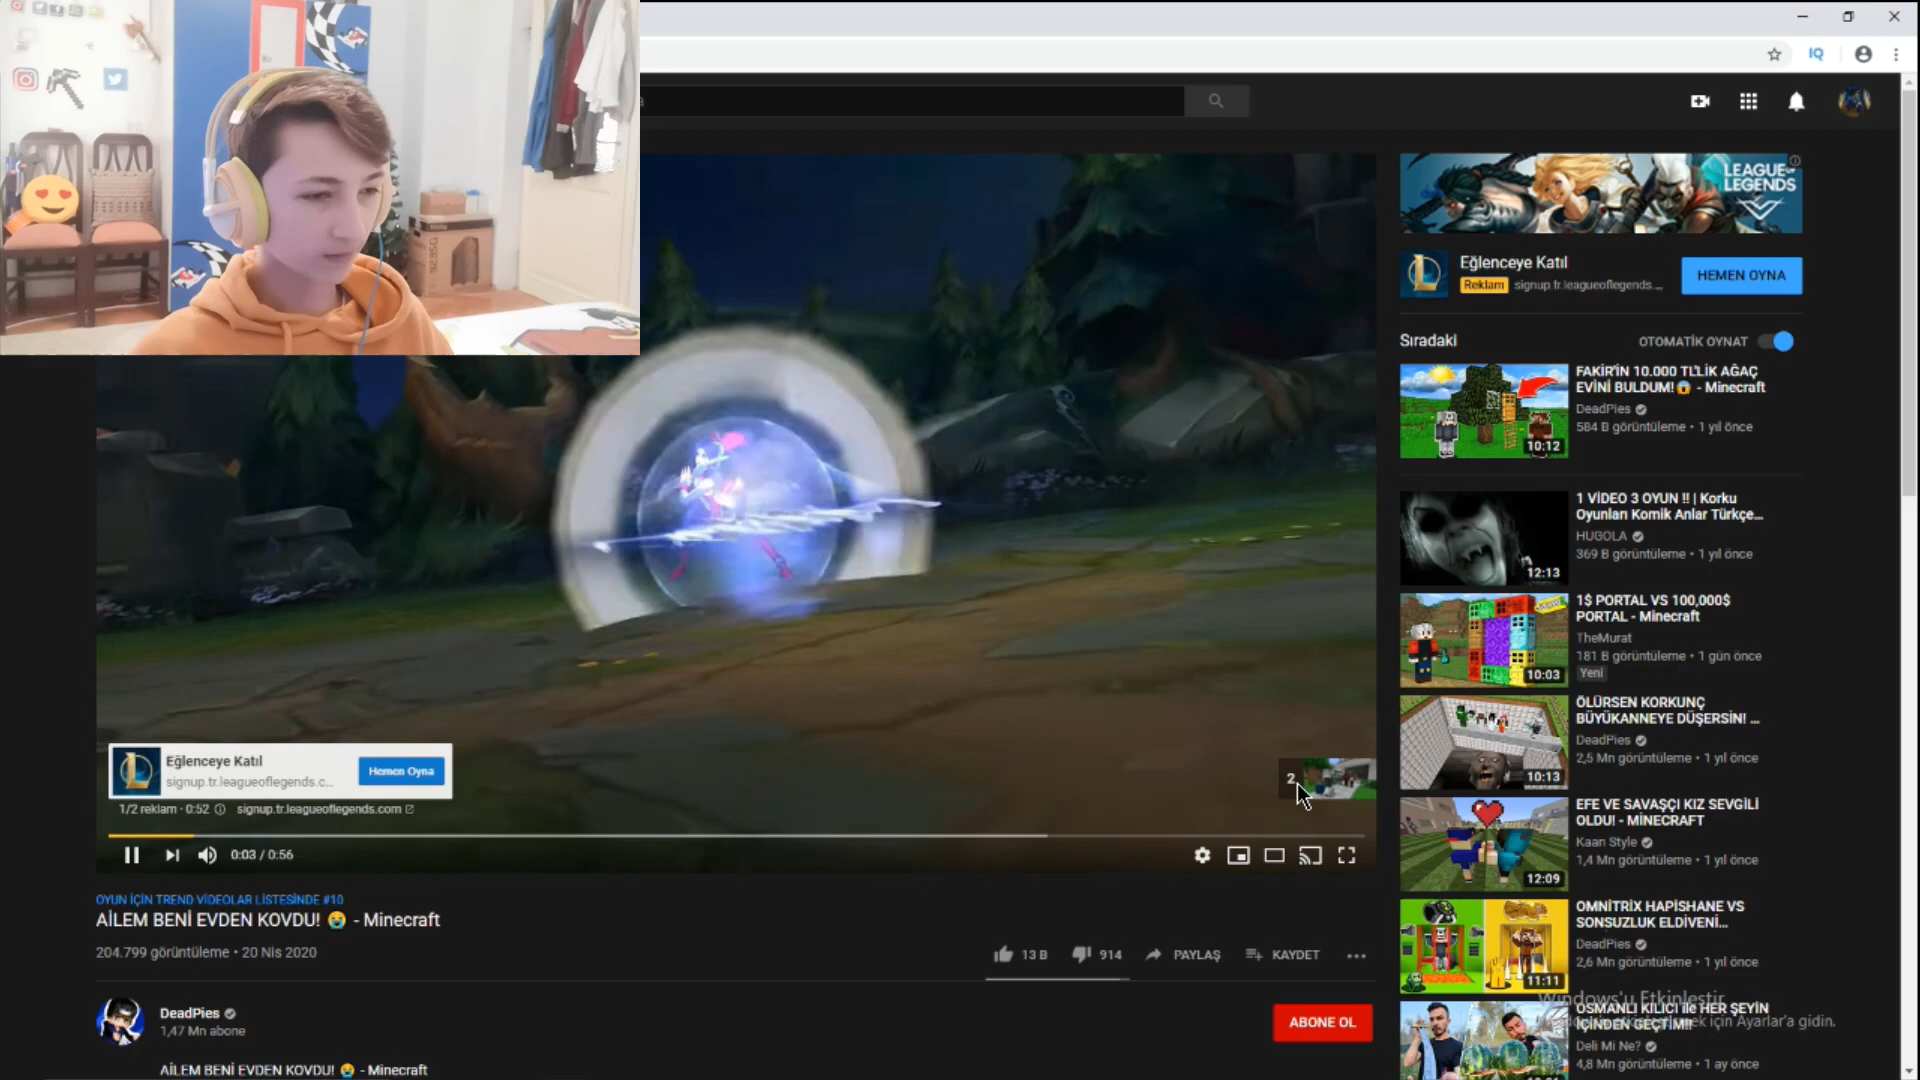 LEAGUE OF
LEGENDS
Eğlenceye Katıl
Reklam signup.tr.leagueoflegends....
HEMEN OYNA
Sıradaki
OTOMATİK OYNAT
FAKİR'İN 10.000 TL'LİK AĞAÇ
EVİNİ BULDUM!😱 - Minecraft
DeadPies
584 B görüntüleme • 1 yıl önce
10:12
1 VİDEO 3 OYUN !! | Korku
Oyunları Komik Anlar Türkçe...
HUGOLA
369 B görüntüleme • 1 yıl önce
12:13
1$ PORTAL VS 100,000$
PORTAL - Minecraft
TheMurat
181 B görüntüleme • 1 gün önce
Yeni
10:03
ÖLÜRSEN KORKUNÇ
BÜYÜKANNEYE DÜŞERSİN! ...
DeadPies
2,5 Mn görüntüleme • 1 yıl önce
10:13
EFE VE SAVAŞÇI KIZ SEVGİLİ
OLDU! - MİNECRAFT
Kaan Style
1,4 Mn görüntüleme • 1 yıl önce
12:09
OMNİTRİX HAPİSHANE VS
SONSUZLUK ELDİVENİ...
DeadPies
2,6 Mn görüntüleme • 1 yıl önce
11:11
Windows'u Etkinleştir
OSMANLI KILICI ile HER ŞEYİN
İÇİNDEN GEÇTİM!!!
için Ayarlar'a gidin.
Deli Mi Ne?
4,8 Mn görüntüleme • 1 ay önce
Eğlenceye Katıl
signup.tr.leagueoflegends.c...
Hemen Oyna
1/2 reklam · 0:52 signup.tr.leagueoflegends.com
2
0:03 / 0:56
OYUN İÇİN TREND VİDEOLAR LİSTESİNDE #10
AİLEM BENİ EVDEN KOVDU! 😭 - Minecraft
204.799 görüntüleme • 20 Nis 2020
13 B 914 PAYLAŞ KAYDET
DeadPies
1,47 Mn abone
ABONE OL
AİLEM BENİ EVDEN KOVDU! 😭 - Minecraft